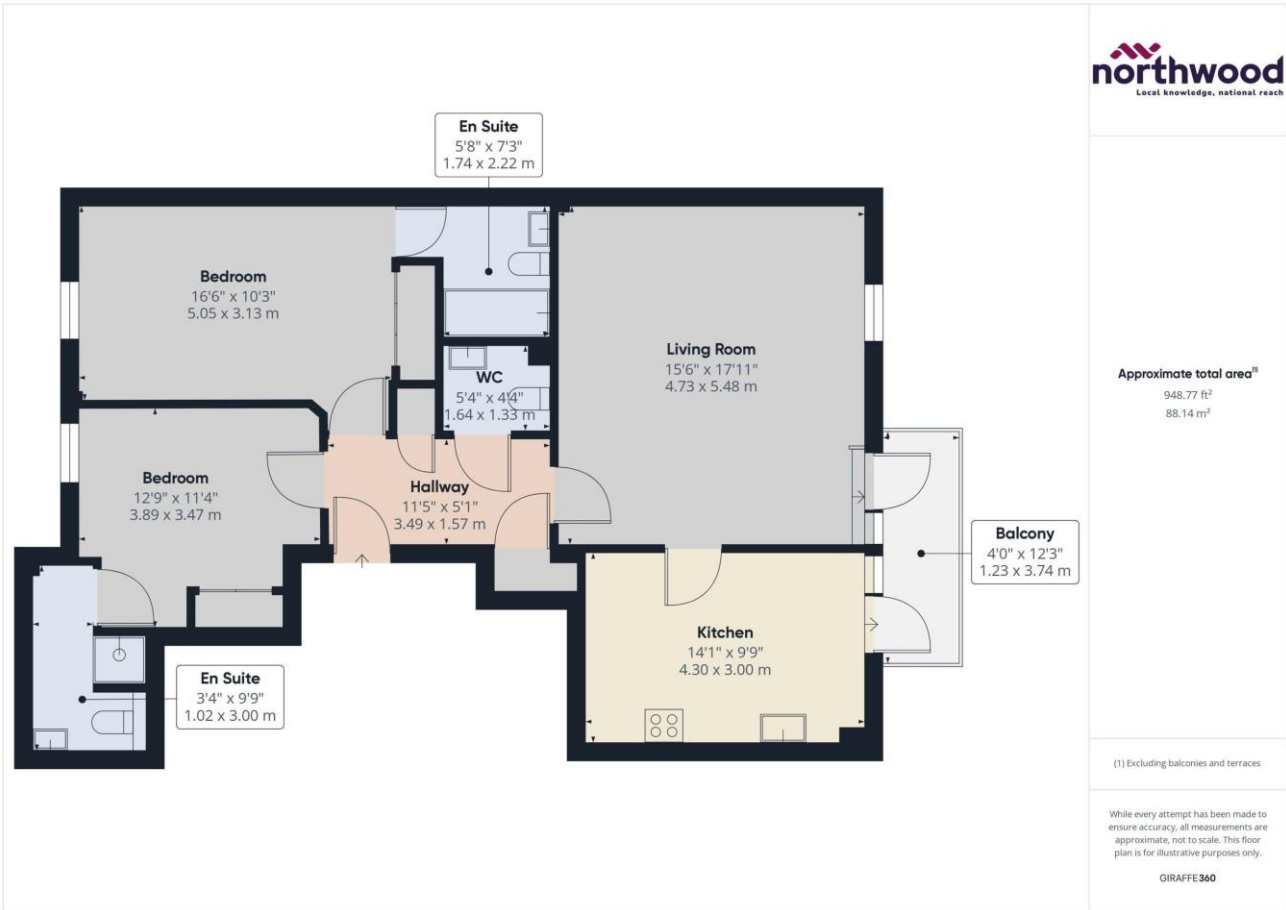 northwood
Local knowledge, national reach
En Suite
5'8" x 7'3"
1.74 x 2.22 m
Bedroom
16'6" x 10'3"
5.05 x 3.13 m
Living Room
15'6" x 17'11"
4.73 x 5.48 m
WC
5'4" x 4'4"
1.64 x 1.33 m
Bedroom
12'9" x 11'4"
3.89 x 3.47 m
Hallway
11'5" x 5'1"
3.49 x 1.57 m
Balcony
4'0" x 12'3"
1.23 x 3.74 m
Kitchen
14'1" x 9'9"
4.30 x 3.00 m
En Suite
3'4" x 9'9"
1.02 x 3.00 m
Approximate total area(1)
948.77 ft²
88.14 m²
(1) Excluding balconies and terraces
While every attempt has been made to
ensure accuracy, all measurements are
approximate, not to scale. This floor
plan is for illustrative purposes only.
GIRAFFE360